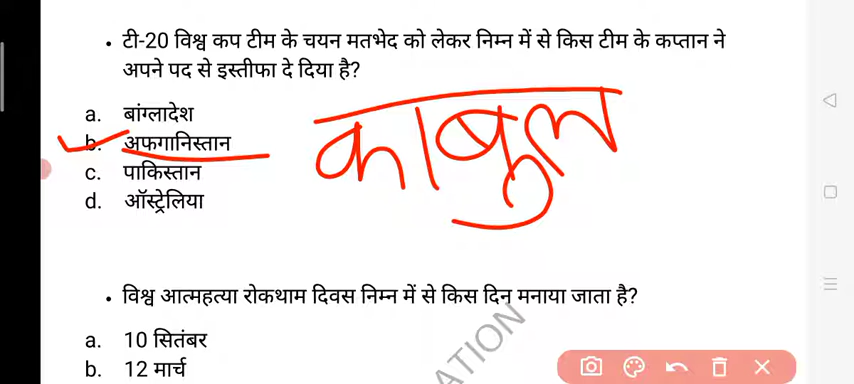 • टी-20 विश्व कप टीम के चयन मतभेद को लेकर निम्न में से किस टीम के कप्तान ने
अपने पद से इस्तीफा दे दिया है?
a. बांग्लादेश
b. अफगानिस्तान
c. पाकिस्तान
d. ऑस्ट्रेलिया
काबुल
• विश्व आत्महत्या रोकथाम दिवस निम्न में से किस दिन मनाया जाता है?
a. 10 सितंबर
b. 12 मार्च
ATION